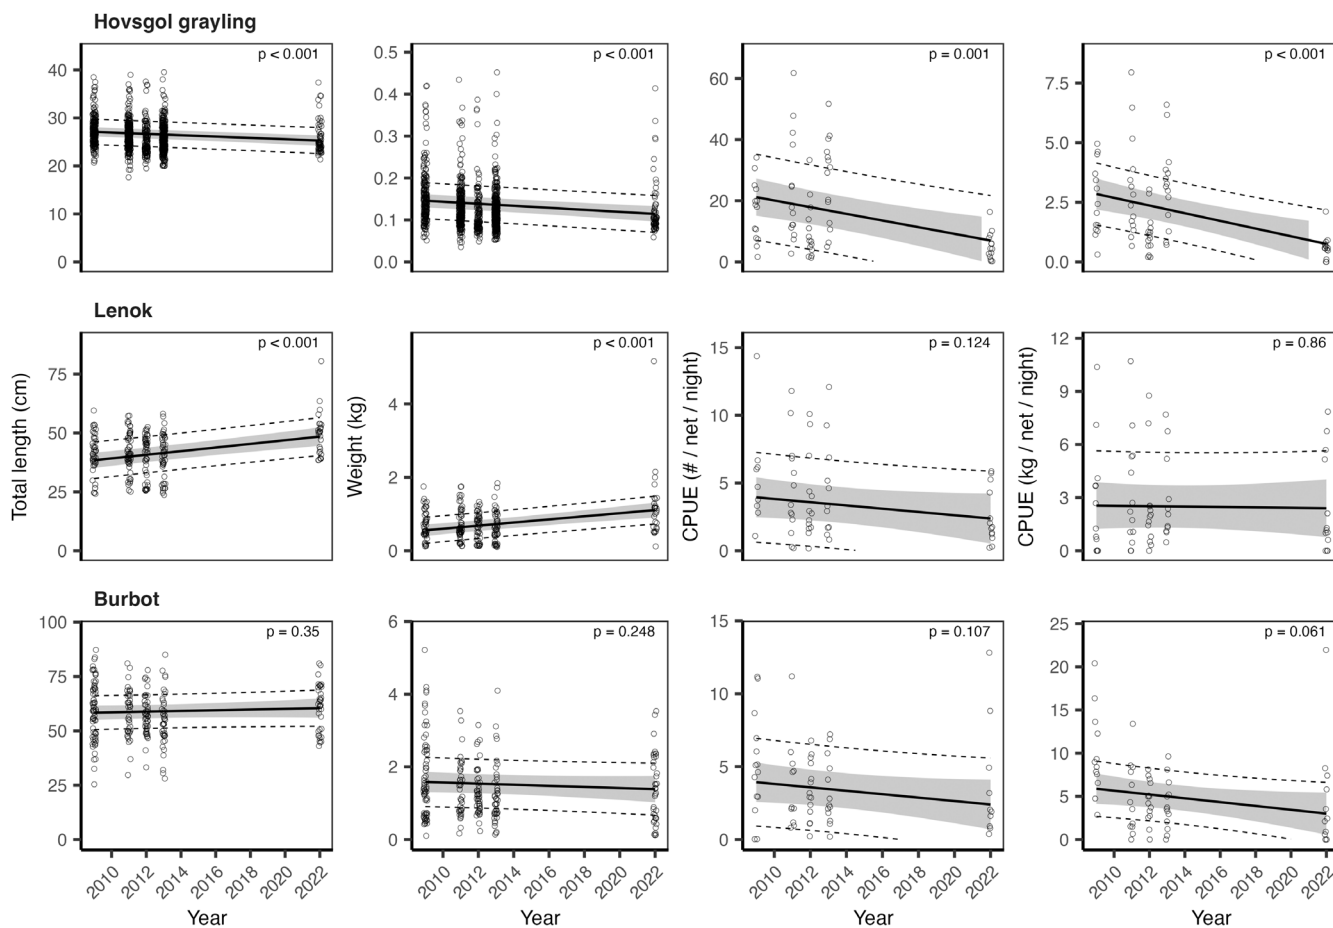 Hovsgol grayling
p < 0.001
p < 0.001
p = 0.001
p < 0.001
40
30
20
10
0
0.5
0.4
0.3
0.2
0.1
0.0
60
40
20
0
7.5
5.0
2.5
0.0
Lenok
p < 0.001
p < 0.001
p = 0.124
p = 0.86
Total length (cm)
75
50
25
0
Weight (kg)
4
2
0
CPUE (# / net / night)
15
10
5
0
CPUE (kg / net / night)
12
9
6
3
0
Burbot
p = 0.35
p = 0.248
p = 0.107
p = 0.061
100
75
50
25
0
6
4
2
0
15
10
5
0
25
20
15
10
5
0
2010 2012 2014 2016 2018 2020 2022
2010 2012 2014 2016 2018 2020 2022
2010 2012 2014 2016 2018 2020 2022
2010 2012 2014 2016 2018 2020 2022
Year
Year
Year
Year